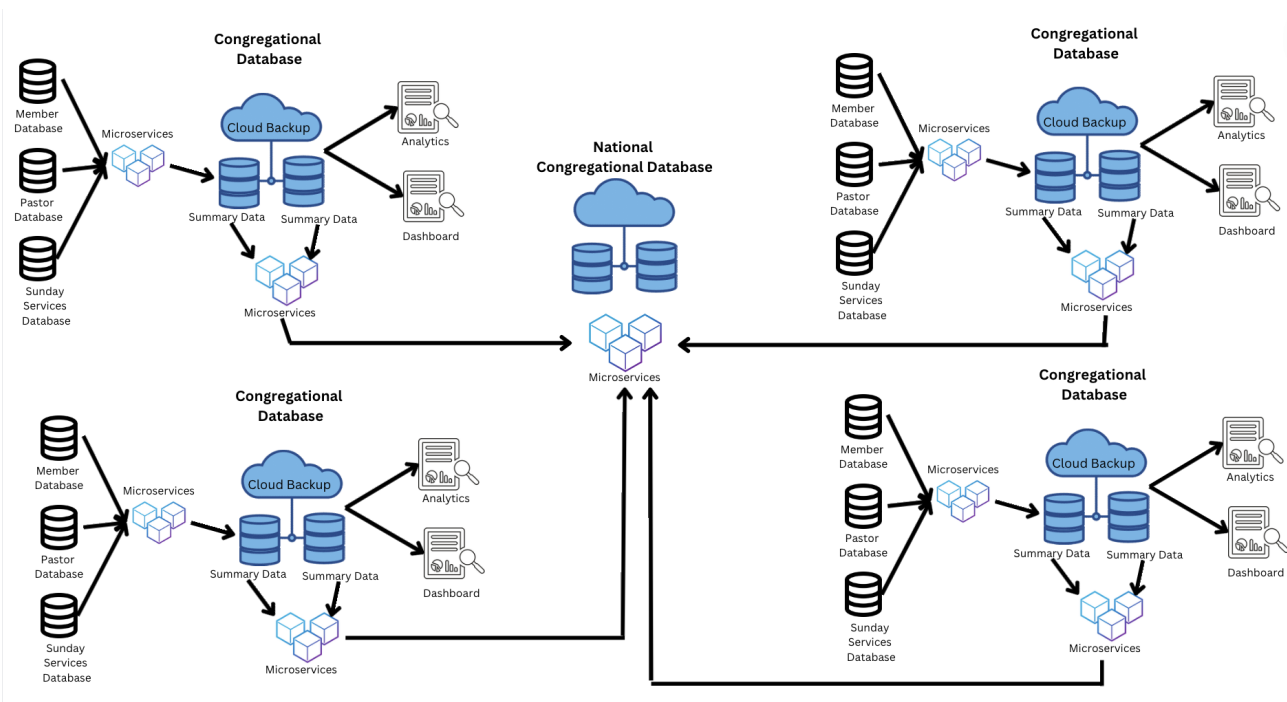 Congregational
Database
Member
Database
Microservices
Cloud Backup
Analytics
Pastor
Database
Summary Data
Summary Data
Dashboard
Sunday
Services
Database
Microservices
National
Congregational Database
Microservices
Congregational
Database
Member
Database
Microservices
Cloud Backup
Analytics
Pastor
Database
Summary Data
Summary Data
Dashboard
Sunday
Services
Database
Microservices
Congregational
Database
Member
Database
Microservices
Cloud Backup
Analytics
Pastor
Database
Summary Data
Summary Data
Dashboard
Sunday
Services
Database
Microservices
Congregational
Database
Member
Database
Microservices
Cloud Backup
Analytics
Pastor
Database
Summary Data
Summary Data
Dashboard
Sunday
Services
Database
Microservices